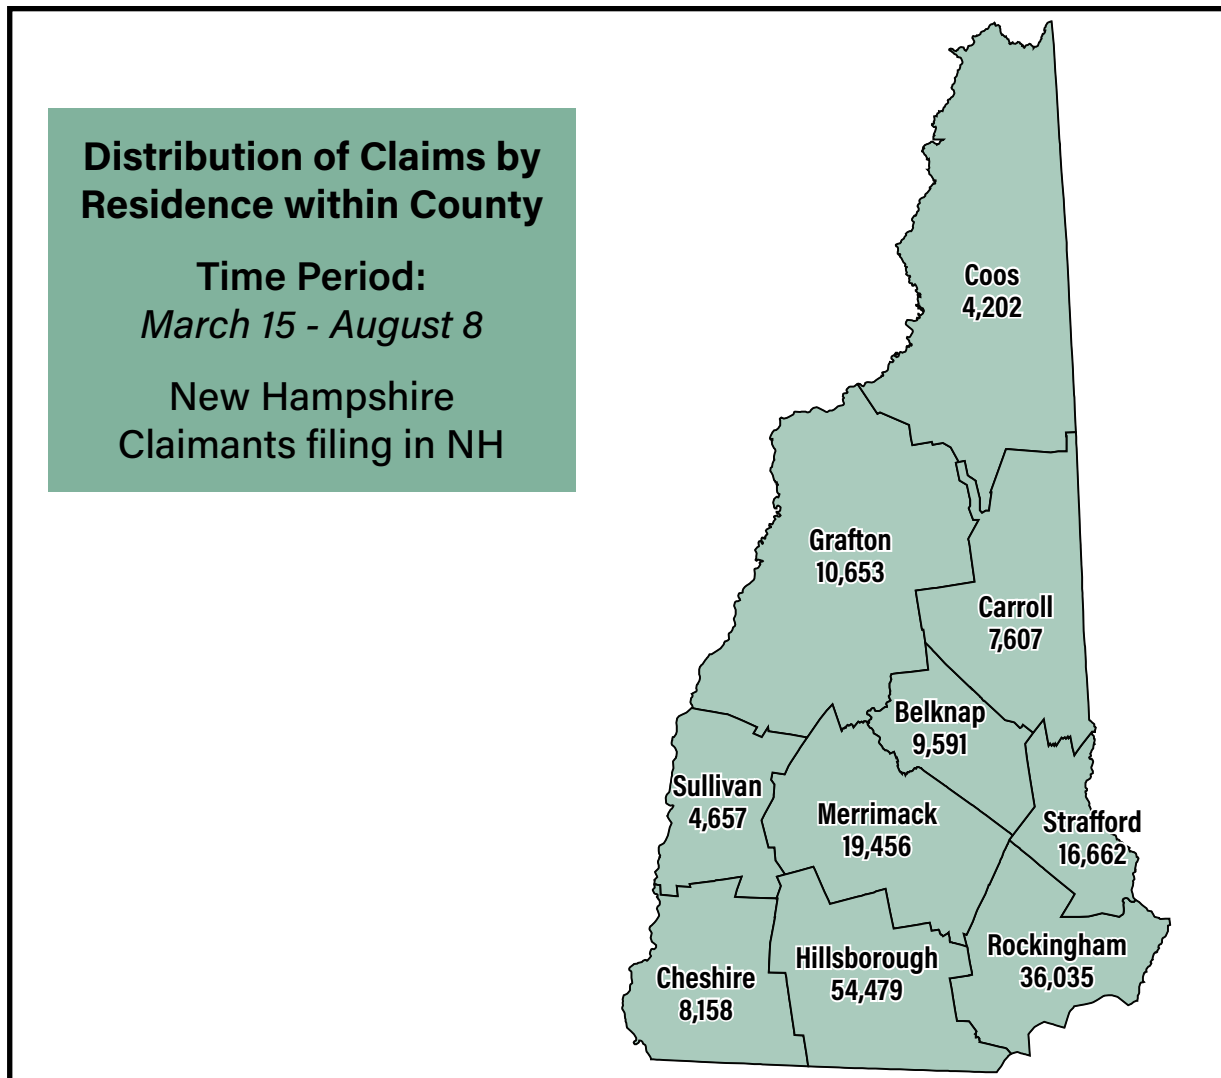 Distribution of Claims by
Residence within County
Time Period:
March 15 - August 8
New Hampshire
Claimants filing in NH
Coos
4,202
Grafton
10,653
Carroll
7,607
Belknap
9,591
Sullivan
4,657
Merrimack
19,456
Strafford
16,662
Rockingham
36,035
Hillsborough
54,479
Cheshire
8,158